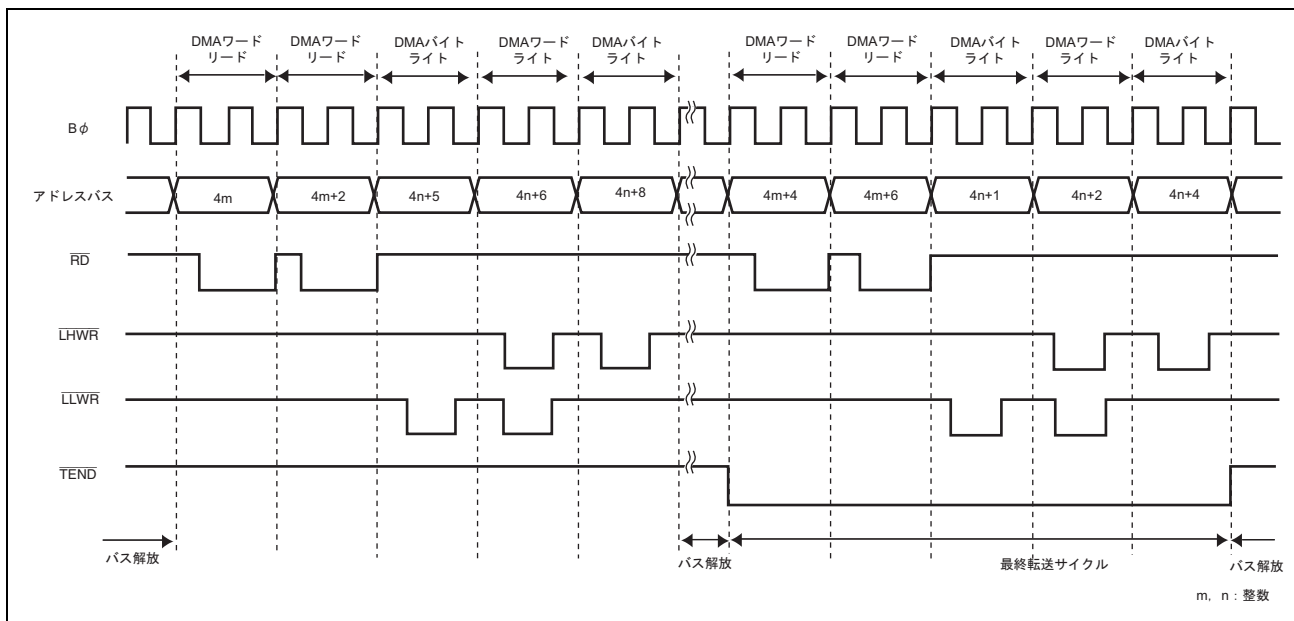 DMAワード
リード
DMAワード
リード
DMAバイト
ライト
DMAワード
ライト
DMAバイト
ライト
DMAワード
リード
DMAワード
リード
DMAバイト
ライト
DMAワード
ライト
DMAバイト
ライト
Bφ
アドレスバス
4m
4m+2
4n+5
4n+6
4n+8
4m+4
4m+6
4n+1
4n+2
4n+4
RD
LHWR
LLWR
TEND
バス解放
バス解放
最終転送サイクル
バス解放
m, n : 整数